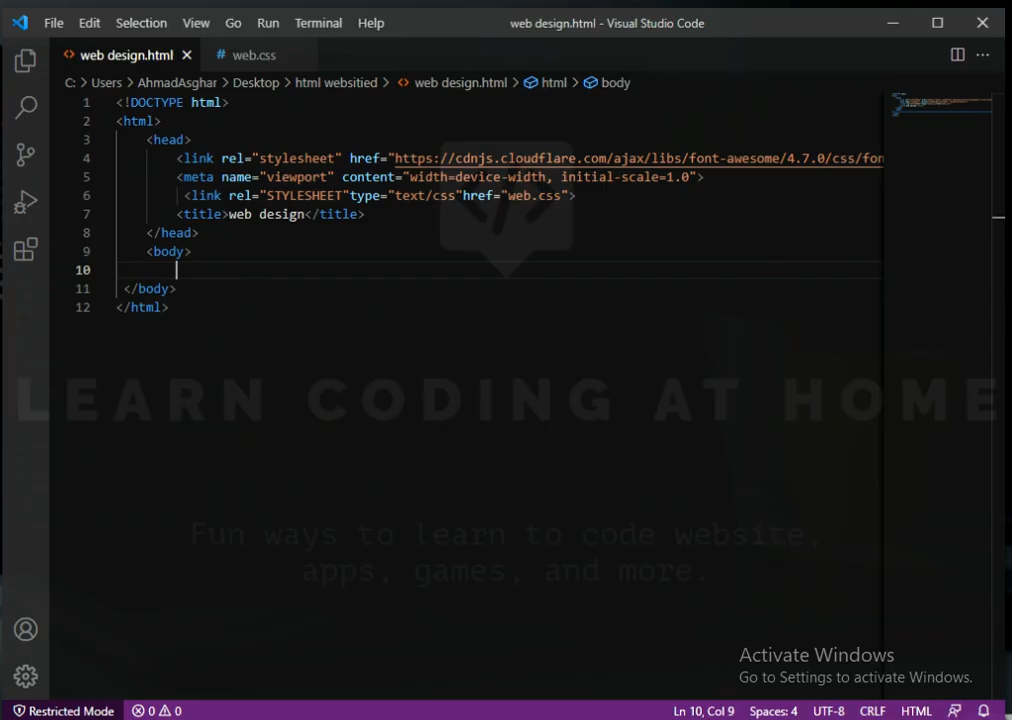 File Edit Selection View Go Run Terminal Help web design.html - Visual Studio Code
web design.html web.css
C: > Users > AhmadAsghar > Desktop > html websitied > web design.html > html > body
1 <!DOCTYPE html>
2 <html>
3 <head>
4 <link rel="stylesheet" href="https://cdnjs.cloudflare.com/ajax/libs/font-awesome/4.7.0/css/fon
5 <meta name="viewport" content="width=device-width, initial-scale=1.0">
6 <link rel="STYLESHEET"type="text/css"href="web.css">
7 <title>web design</title>
8 </head>
9 <body>
10
11 </body>
12 </html>
LEARN CODING AT HOME
Fun ways to learn to code website,
apps, games, and more.
Activate Windows
Go to Settings to activate Windows.
Restricted Mode 0 0 Ln 10, Col 9 Spaces: 4 UTF-8 CRLF HTML